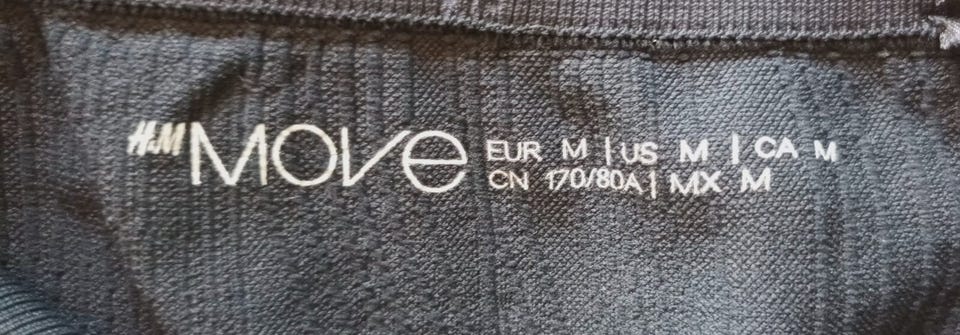 H&M MOVE EUR M | US M | CA M
CN 170/80A | MX M